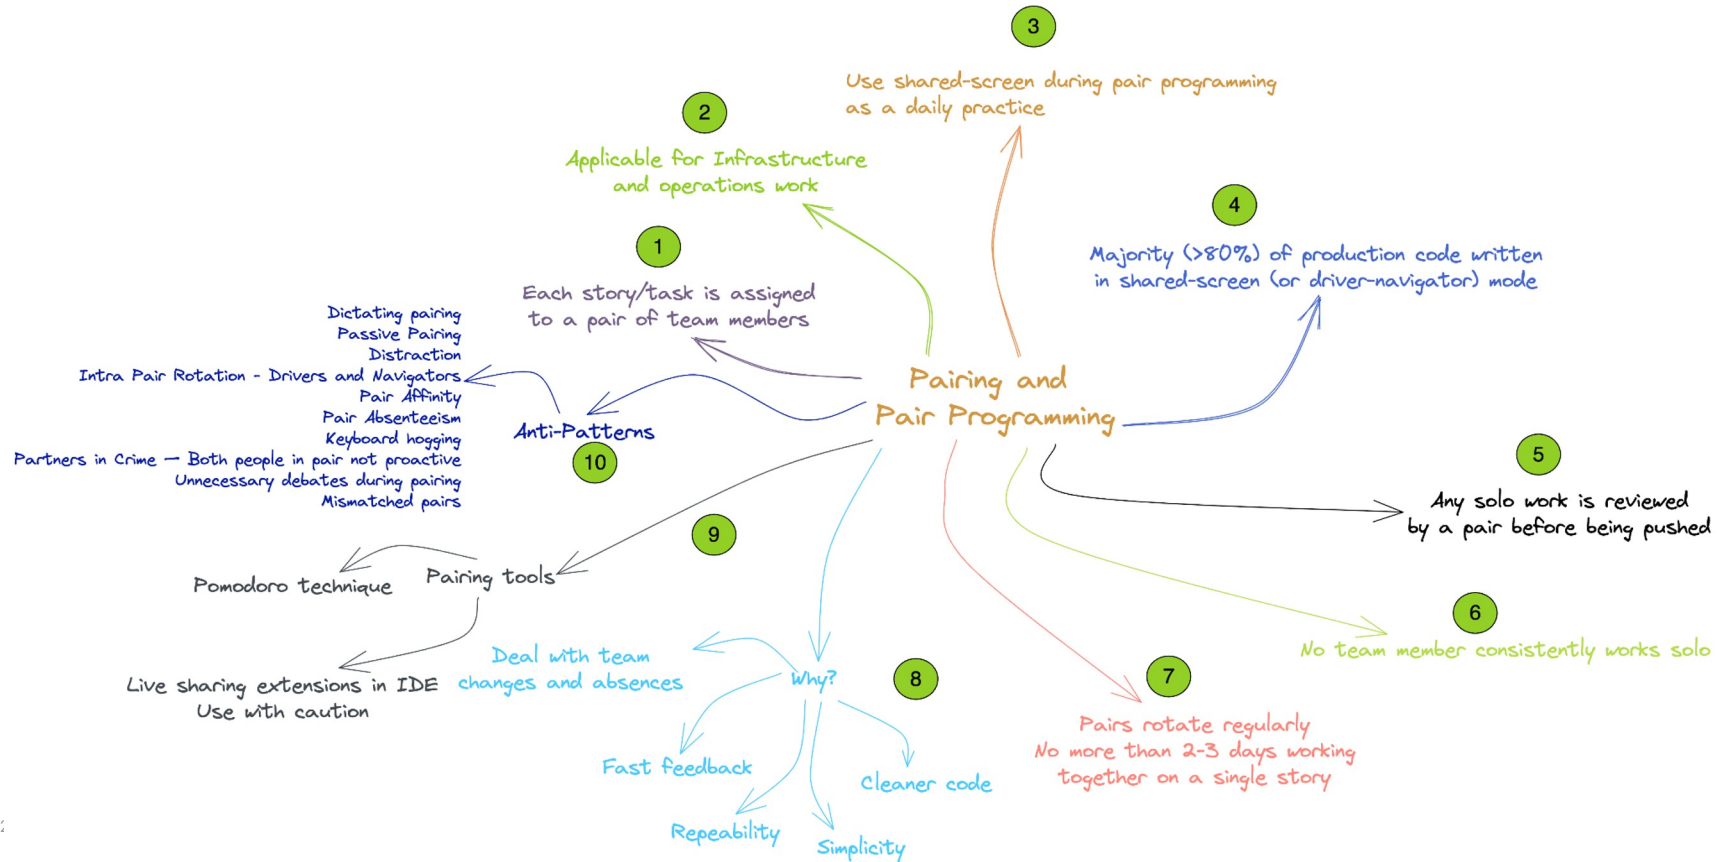 3
Use shared-screen during pair programming
as a daily practice
2
Applicable for Infrastructure
and operations work
4
Majority (>80%) of production code written
in shared-screen (or driver-navigator) mode
1
Each story/task is assigned
to a pair of team members
Pairing and
Pair Programming
Dictating pairing
Passive Pairing
Distraction
Intra Pair Rotation - Drivers and Navigators
Pair Affinity
Pair Absenteeism
Keyboard hogging
Partners in Crime — Both people in pair not proactive
Unnecessary debates during pairing
Mismatched pairs
Anti-Patterns
10
5
Any solo work is reviewed
by a pair before being pushed
9
Pairing tools
Pomodoro technique
Live sharing extensions in IDE
Use with caution
6
No team member consistently works solo
7
Pairs rotate regularly
No more than 2-3 days working
together on a single story
8
Why?
Deal with team
changes and absences
Fast feedback
Repeability
Simplicity
Cleaner code